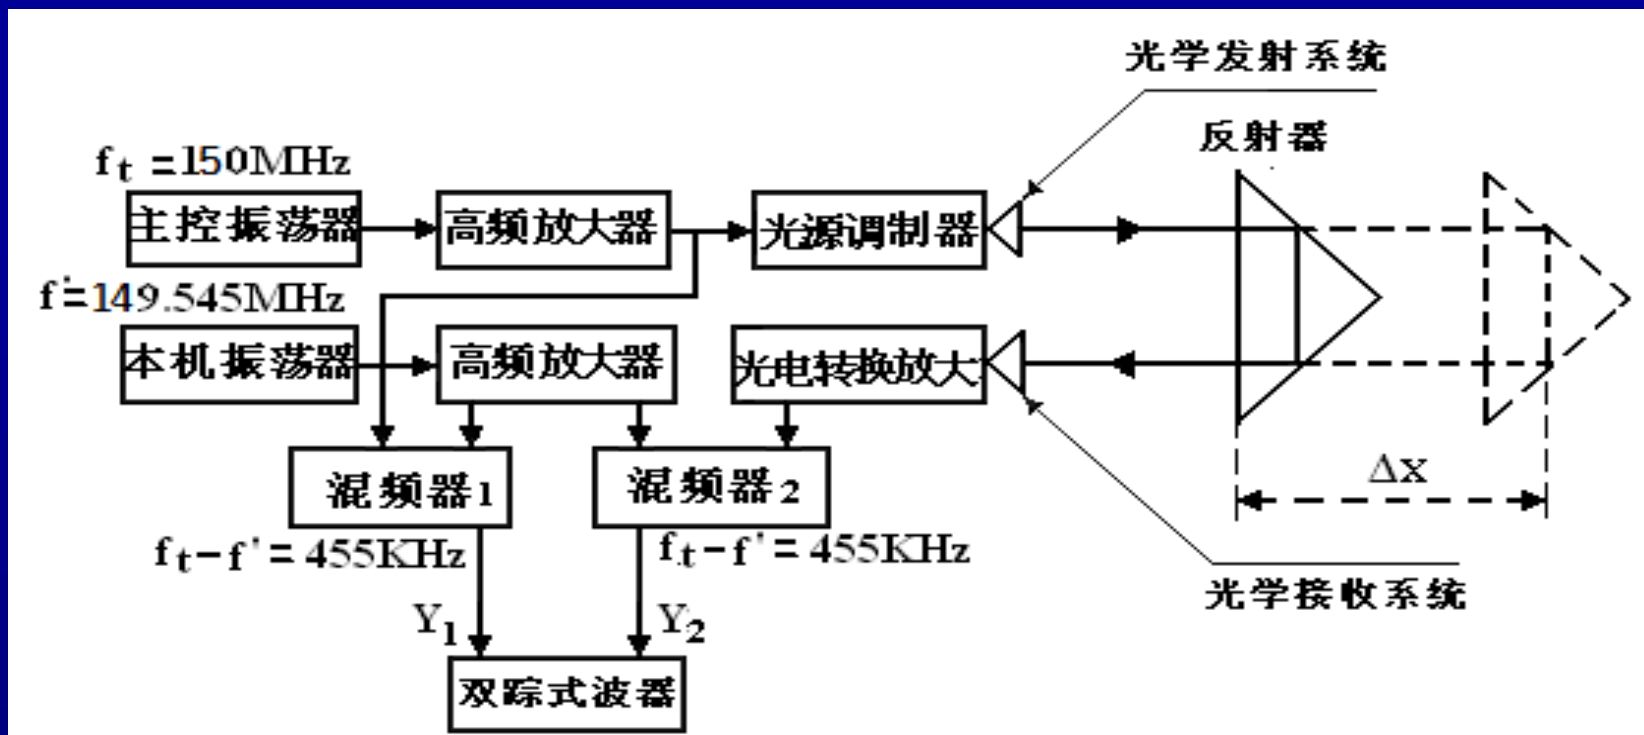 光学发射系统
反射器
f t =150MHz
主控振荡器
高频放大器
光源调制器
f'=149.545MHz
本机振荡器
高频放大器
光电转换放大
混频器1
混频器2
ΔX
f t-f'=455KHz
f t-f'=455KHz
光学接收系统
Y1
Y2
双踪式波器